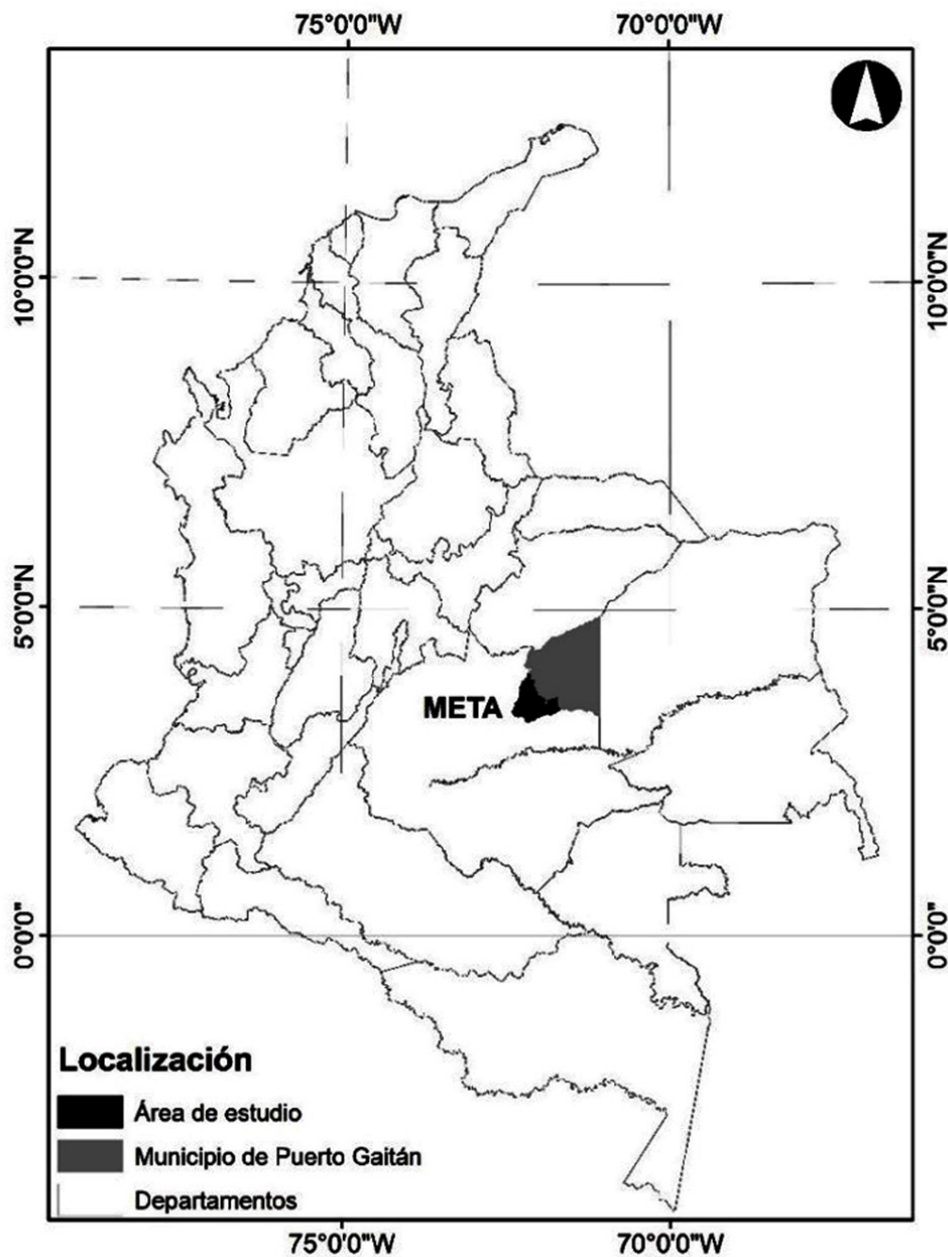 75°0'0"W 70°0'0"W
10°0'0"N 10°0'0"N
5°0'0"N 5°0'0"N
META
0°0'0" 0°0'0"
Localización
Área de estudio
Municipio de Puerto Gaitán
Departamentos
75°0'0"W 70°0'0"W